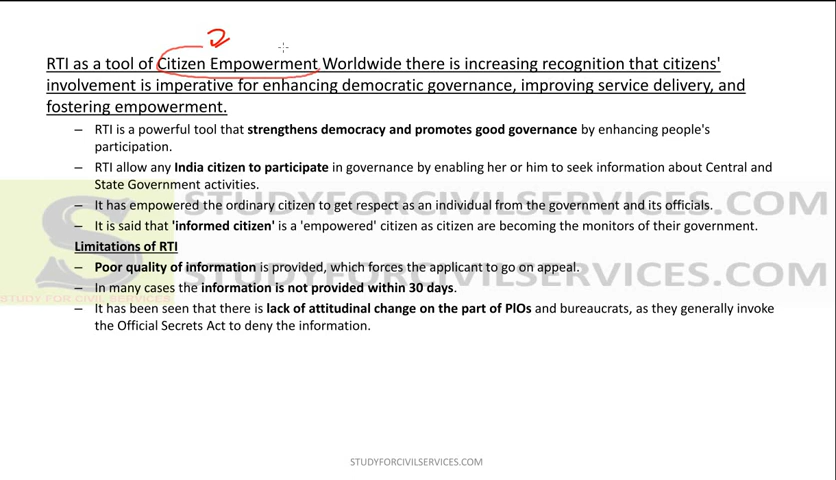 2
RTI as a tool of Citizen Empowerment Worldwide there is increasing recognition that citizens'
involvement is imperative for enhancing democratic governance, improving service delivery, and
fostering empowerment.
– RTI is a powerful tool that strengthens democracy and promotes good governance by enhancing people's
participation.
– RTI allow any India citizen to participate in governance by enabling her or him to seek information about Central and
State Government activities.
– It has empowered the ordinary citizen to get respect as an individual from the government and its officials.
STUDYFORCIVILSERVICES.COM
– It is said that 'informed citizen' is a 'empowered' citizen as citizen are becoming the monitors of their government.
Limitations of RTI
– Poor quality of information is provided, which forces the applicant to go on appeal.
STUDYFORCIVILSERVICES.COM
– In many cases the information is not provided within 30 days.
STUDY FOR CIVIL SERVICES
– It has been seen that there is lack of attitudinal change on the part of PlOs and bureaucrats, as they generally invoke
the Official Secrets Act to deny the information.
STUDYFORCIVILSERVICES.COM